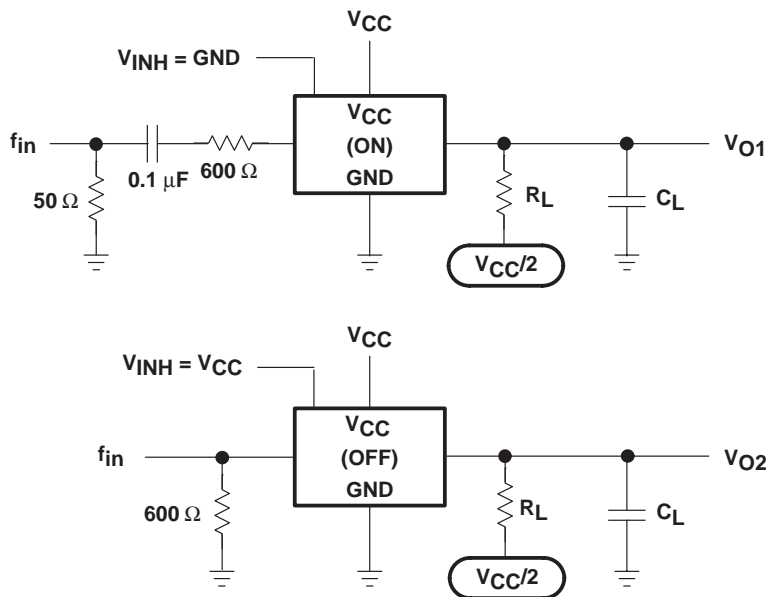 VCC
VINH = GND
VCC
(ON)
GND
fin
50 Ω
0.1 μF
600 Ω
RL
VCC/2
CL
VO1
VCC
VINH = VCC
VCC
(OFF)
GND
fin
600 Ω
RL
VCC/2
CL
VO2